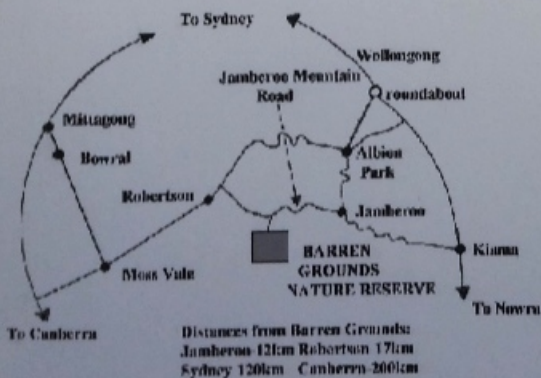 To Sydney
Wollongong
Jamberoo Mountain
Road
roundabout
Mittagong
Bowral
Albion
Park
Robertson
Jamberoo
BARREN
GROUNDS
NATURE RESERVE
Kiama
Moss Vale
To Nowra
To Canberra
Distances from Barren Grounds:
Jamberoo 12km Robertson 17km
Sydney 120km Canberra 200km